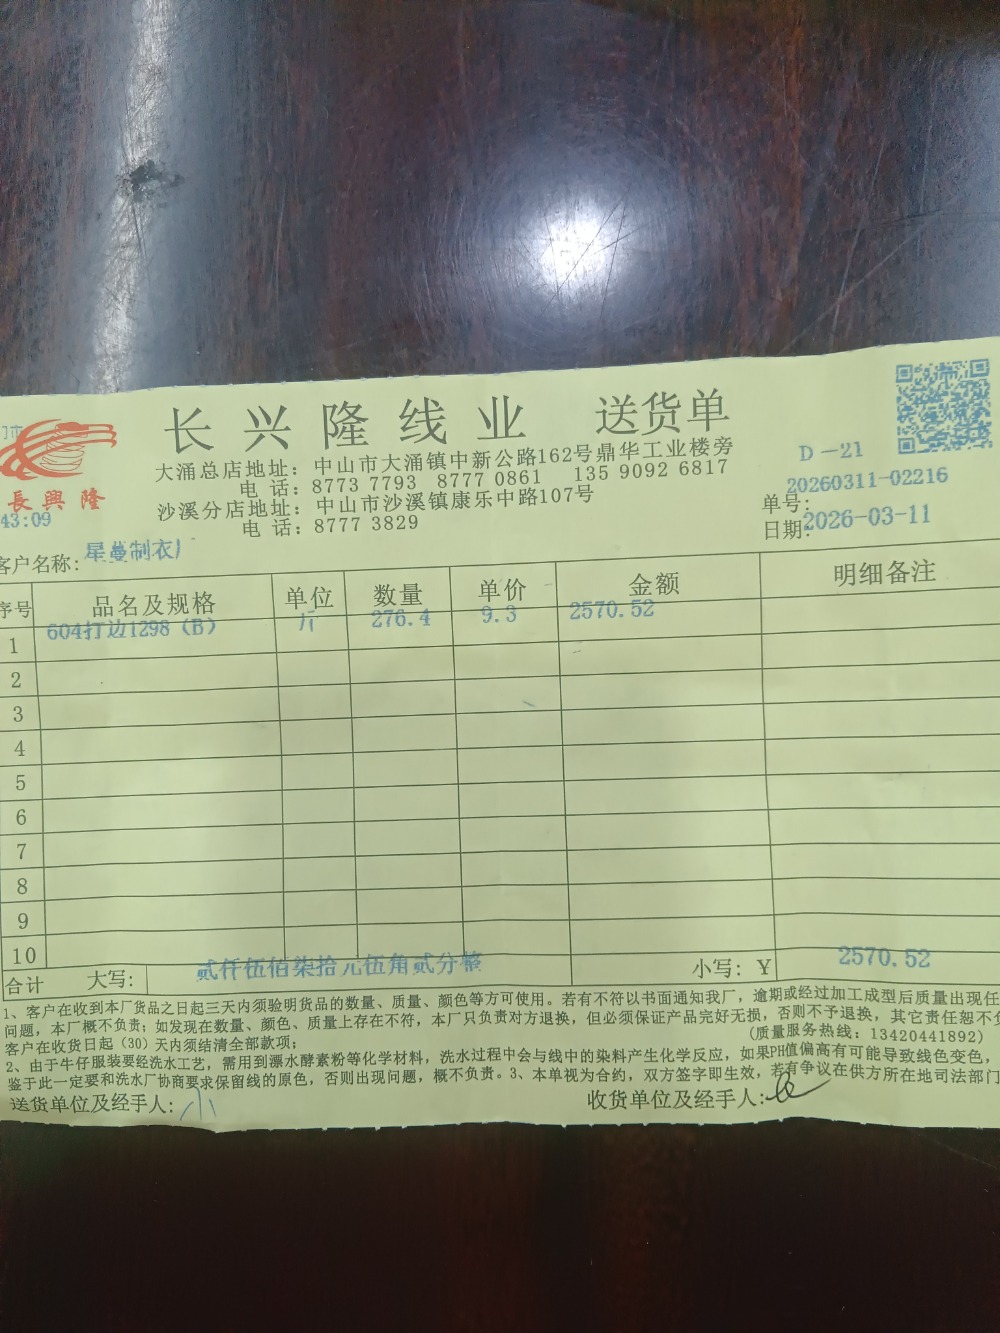 长兴隆线业 送货单
長興隆
大涌总店地址：中山市大涌镇中新公路162号鼎华工业楼旁
电 话：8773 7793 8777 0861 135 9092 6817
沙溪分店地址：中山市沙溪镇康乐中路107号
电 话：8777 3829
D-21
单号：20260311-02216
日期：2026-03-11
43:09
客户名称：星蔓制衣厂
序号 品名及规格 单位 数量 单价 金额 明细备注
1 604打边1298（B） 斤 276.4 9.3 2570.52
2
3
4
5
6
7
8
9
10
合计 大写：贰仟伍佰柒拾元伍角贰分整 小写：￥ 2570.52
1、客户在收到本厂货品之日起三天内须验明货品的数量、质量、颜色等方可使用。若有不符以书面通知我厂，逾期或经过加工成型后质量出现任
问题，本厂概不负责；如发现在数量、颜色、质量上存在不符，本厂只负责对方退换，但必须保证产品完好无损，否则不予退换，其它责任恕不负
客户在收货日起（30）天内须结清全部款项；
（质量服务热线：13420441892）
2、由于牛仔服装要经洗水工艺，需用到漂水酵素粉等化学材料，洗水过程中会与线中的染料产生化学反应，如果PH值偏高有可能导致线色变色，
鉴于此一定要和洗水厂协商要求保留线的原色，否则出现问题，概不负责。3、本单视为合约，双方签字即生效，若有争议在供方所在地司法部门
送货单位及经手人：
收货单位及经手人：